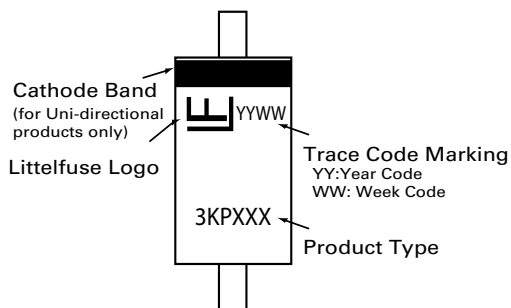 Cathode Band
(for Uni-directional
products only)
Littelfuse Logo
YYWW
Trace Code Marking
YY:Year Code
WW: Week Code
3KPXXX
Product Type